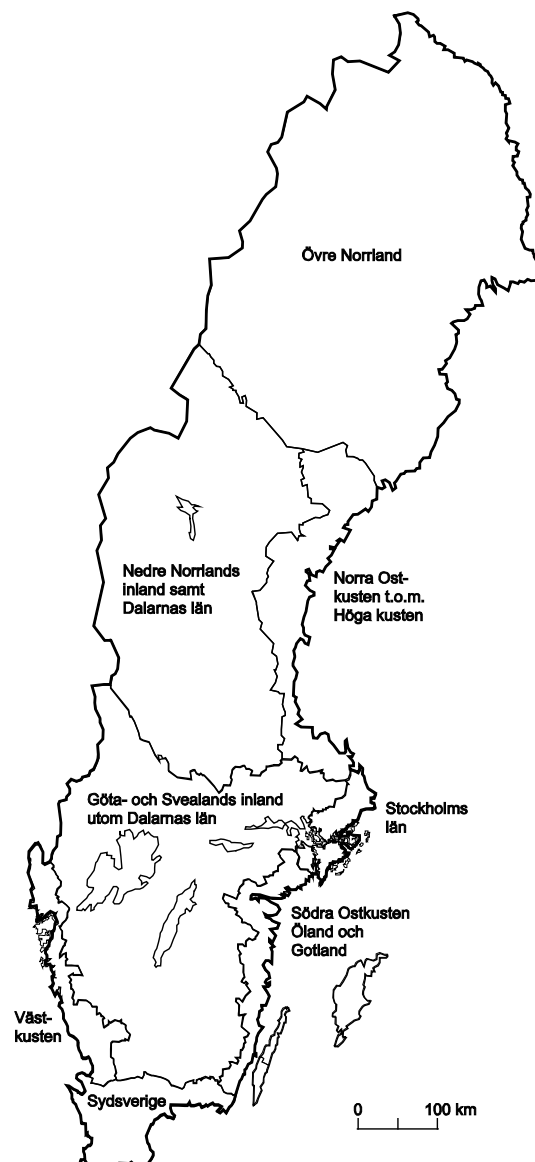 Övre Norrland
Nedre Norrlands
inland samt
Dalarnas län
Norra Ost-
kusten t.o.m.
Höga kusten
Göta- och Svealands inland
utom Dalarnas län
Stockholms
län
Södra Ostkusten
Öland och
Gotland
Väst-
kusten
Sydsverige
0 100 km